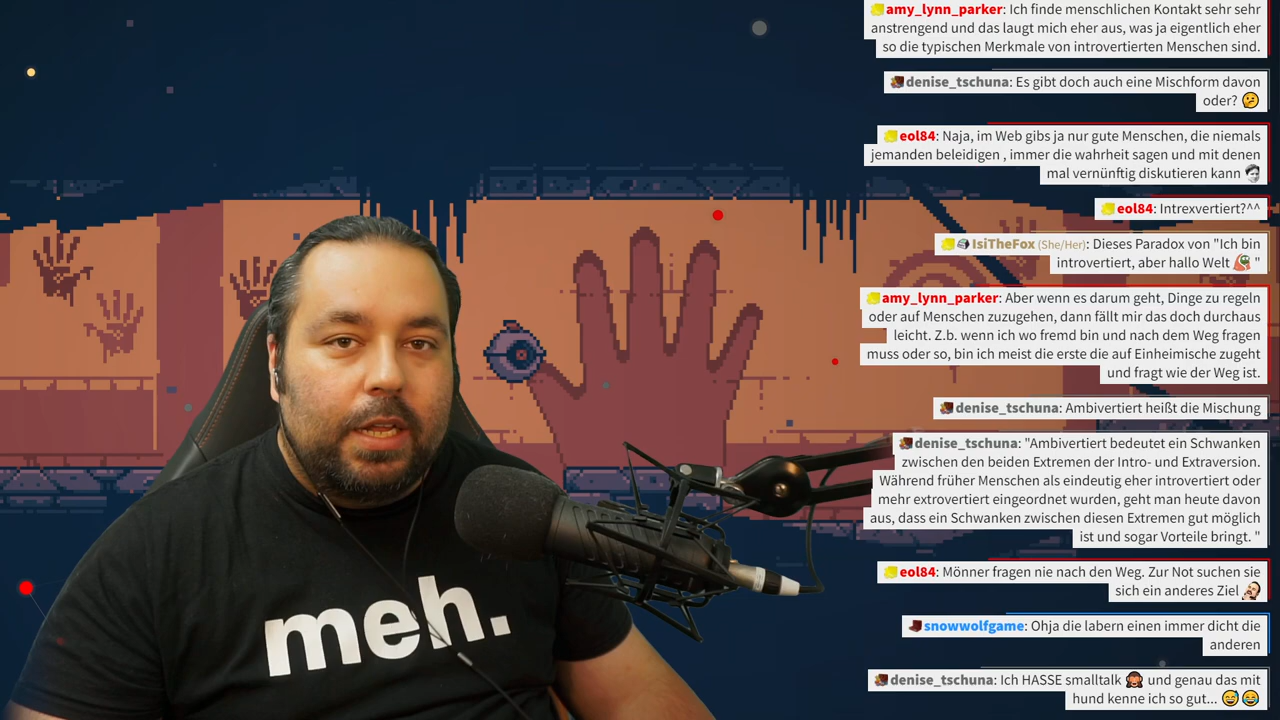 amy_lynn_parker: Ich finde menschlichen Kontakt sehr sehr
anstrengend und das laugt mich eher aus, was ja eigentlich eher
so die typischen Merkmale von introvertierten Menschen sind.
denise_tschuna: Es gibt doch auch eine Mischform davon
oder? 🤔
eol84: Naja, im Web gibs ja nur gute Menschen, die niemals
jemanden beleidigen , immer die wahrheit sagen und mit denen
mal vernünftig diskutieren kann
eol84: Intrexvertiert?^^
IsiTheFox (She/Her): Dieses Paradox von "Ich bin
introvertiert, aber hallo Welt "
amy_lynn_parker: Aber wenn es darum geht, Dinge zu regeln
oder auf Menschen zuzugehen, dann fällt mir das doch durchaus
leicht. Z.b. wenn ich wo fremd bin und nach dem Weg fragen
muss oder so, bin ich meist die erste die auf Einheimische zugeht
und fragt wie der Weg ist.
denise_tschuna: Ambivertiert heißt die Mischung
denise_tschuna: "Ambivertiert bedeutet ein Schwanken
zwischen den beiden Extremen der Intro- und Extraversion.
Während früher Menschen als eindeutig eher introvertiert oder
mehr extrovertiert eingeordnet wurden, geht man heute davon
aus, dass ein Schwanken zwischen diesen Extremen gut möglich
ist und sogar Vorteile bringt. "
eol84: Mönner fragen nie nach den Weg. Zur Not suchen sie
sich ein anderes Ziel
snowwolfgame: Ohja die labern einen immer dicht die
anderen
denise_tschuna: Ich HASSE smalltalk 🙊 und genau das mit
hund kenne ich so gut... 😅 😂
meh.